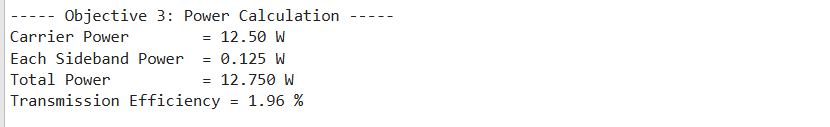 ----- Objective 3: Power Calculation -----
Carrier Power        = 12.50 W
Each Sideband Power  = 0.125 W
Total Power          = 12.750 W
Transmission Efficiency = 1.96 %